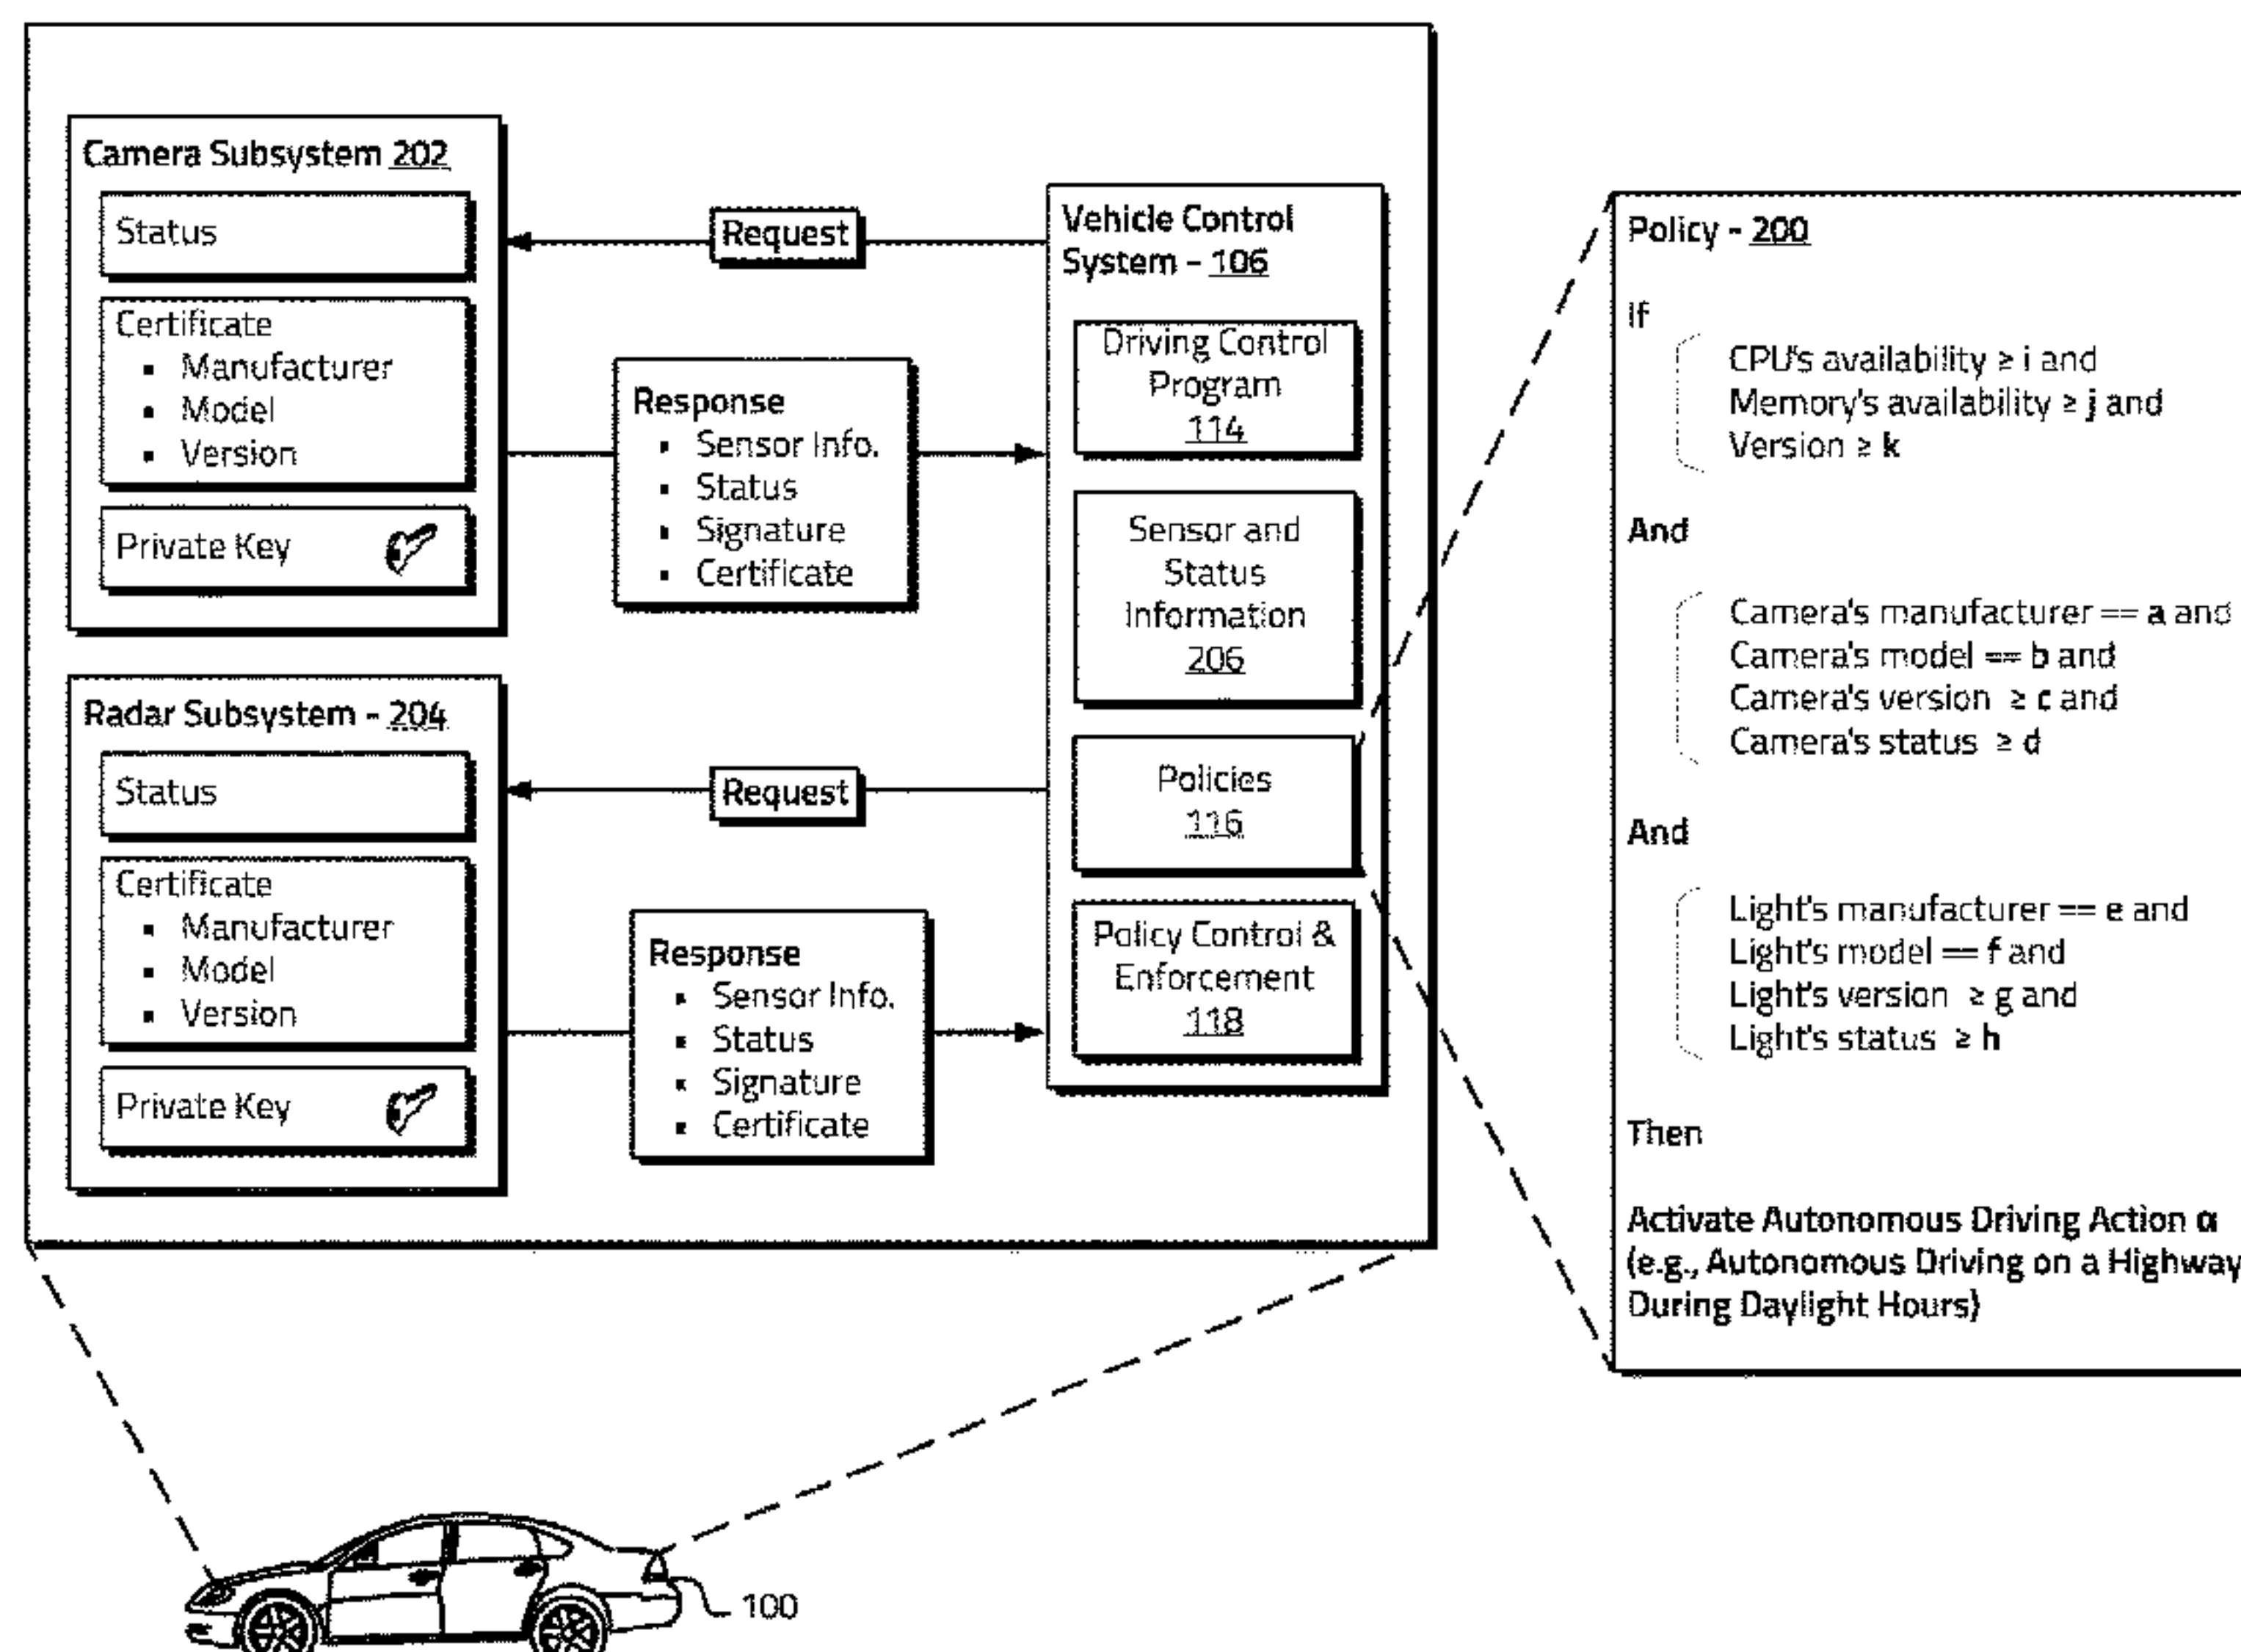 Camera Subsystem 202
Status
Certificate
▪ Manufacturer
▪ Model
▪ Version
Private Key
Request
Response
▪ Sensor Info.
▪ Status
▪ Signature
▪ Certificate
Radar Subsystem - 204
Status
Certificate
▪ Manufacturer
▪ Model
▪ Version
Private Key
Request
Response
▪ Sensor Info.
▪ Status
▪ Signature
▪ Certificate
Vehicle Control
System - 106
Driving Control
Program
114
Sensor and
Status
Information
206
Policies
116
Policy Control &
Enforcement
118
Policy - 200
If
CPU's availability ≥ i and
Memory's availability ≥ j and
Version ≥ k
And
Camera's manufacturer == a and
Camera's model == b and
Camera's version ≥ c and
Camera's status ≥ d
And
Light's manufacturer == e and
Light's model == f and
Light's version ≥ g and
Light's status ≥ h
Then
Activate Autonomous Driving Action α
(e.g., Autonomous Driving on a Highway
During Daylight Hours)
100